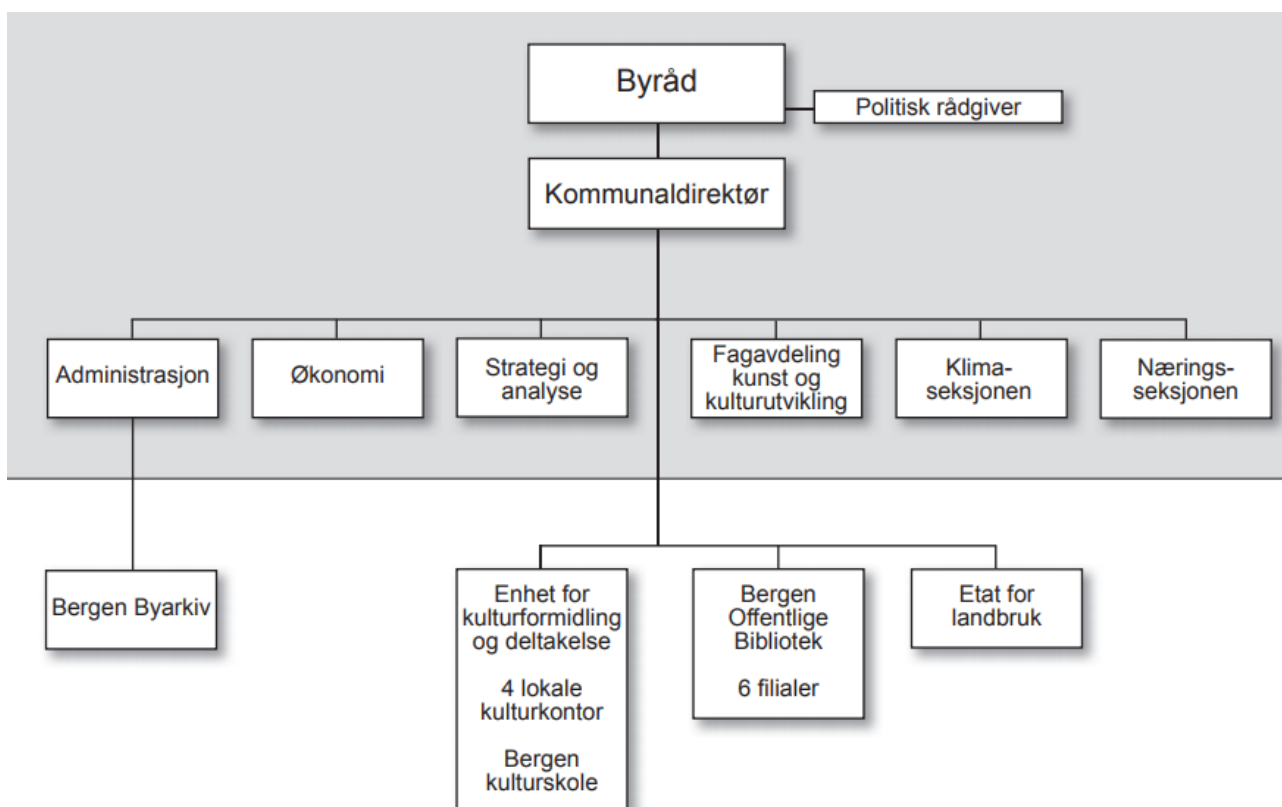 Byråd
Politisk rådgiver
Kommunaldirektør
Administrasjon
Økonomi
Strategi og
analyse
Fagavdeling
kunst og
kulturutvikling
Klima-
seksjonen
Nærings-
seksjonen
Bergen Byarkiv
Enhet for
kulturformidling
og deltakelse
4 lokale
kulturkontor
Bergen
kulturskole
Bergen
Offentlige
Bibliotek
6 filialer
Etat for
landbruk